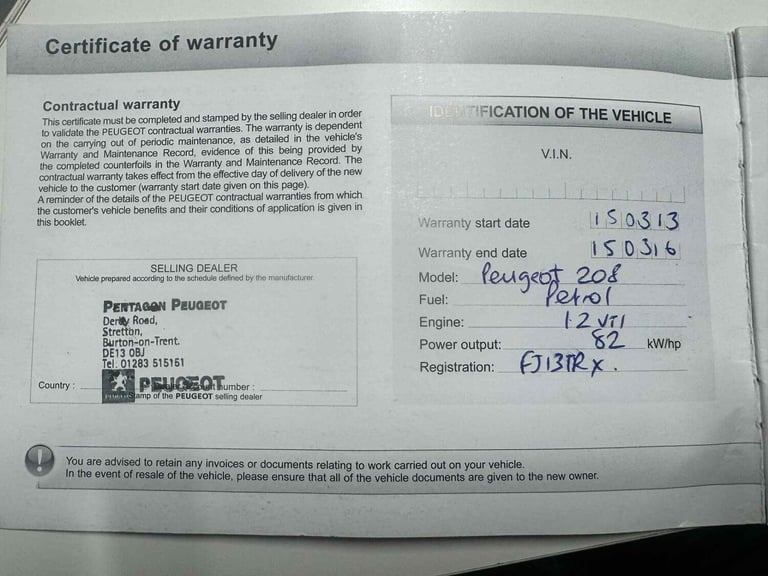 Certificate of warranty
Contractual warranty
This certificate must be completed and stamped by the selling dealer in order
to validate the PEUGEOT contractual warranties. The warranty is dependent
on the carrying out of periodic maintenance, as detailed in the vehicle's
Warranty and Maintenance Record, evidence of this being provided by
the completed counterfoils in the Warranty and Maintenance Record. The
contractual warranty takes effect from the effective day of delivery of the new
vehicle to the customer (warranty start date given on this page).
A reminder of the details of the PEUGEOT contractual warranties from which
the customer's vehicle benefits and their conditions of application is given in
this booklet.
SELLING DEALER
Vehicle prepared according to the schedule defined by the manufacturer.
PENTAGON PEUGEOT
Derby Road,
Stretton,
Burton-on-Trent.
DE13 0BJ
Tel. 01283 515151
Country : PEUGEOT number :
Stamp of the PEUGEOT selling dealer
IDENTIFICATION OF THE VEHICLE
V.I.N.
Warranty start date 150313
Warranty end date 150316
Model: Peugeot 208
Fuel: Petrol
Engine: 1.2 VTI
Power output: 82 kW/hp
Registration: FJ13TRX.
You are advised to retain any invoices or documents relating to work carried out on your vehicle.
In the event of resale of the vehicle, please ensure that all of the vehicle documents are given to the new owner.